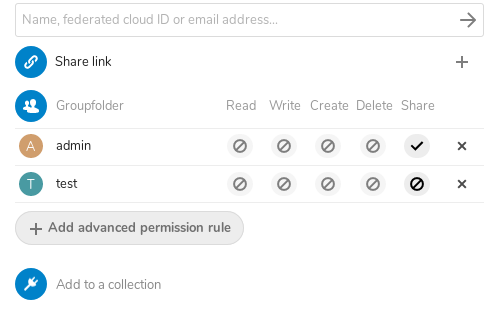 Name, federated cloud ID or email address...
Share link
Groupfolder Read Write Create Delete Share
A admin
T test
Add advanced permission rule
Add to a collection